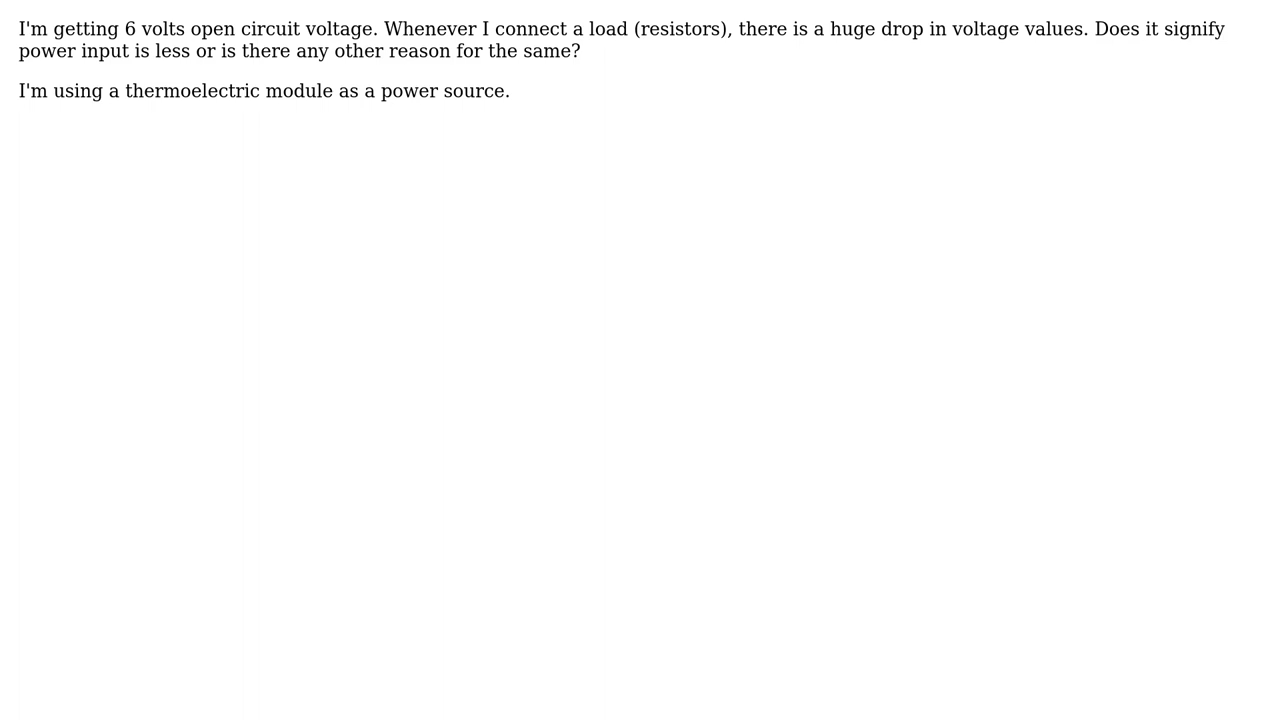 I'm getting 6 volts open circuit voltage. Whenever I connect a load (resistors), there is a huge drop in voltage values. Does it signify
power input is less or is there any other reason for the same?
I'm using a thermoelectric module as a power source.